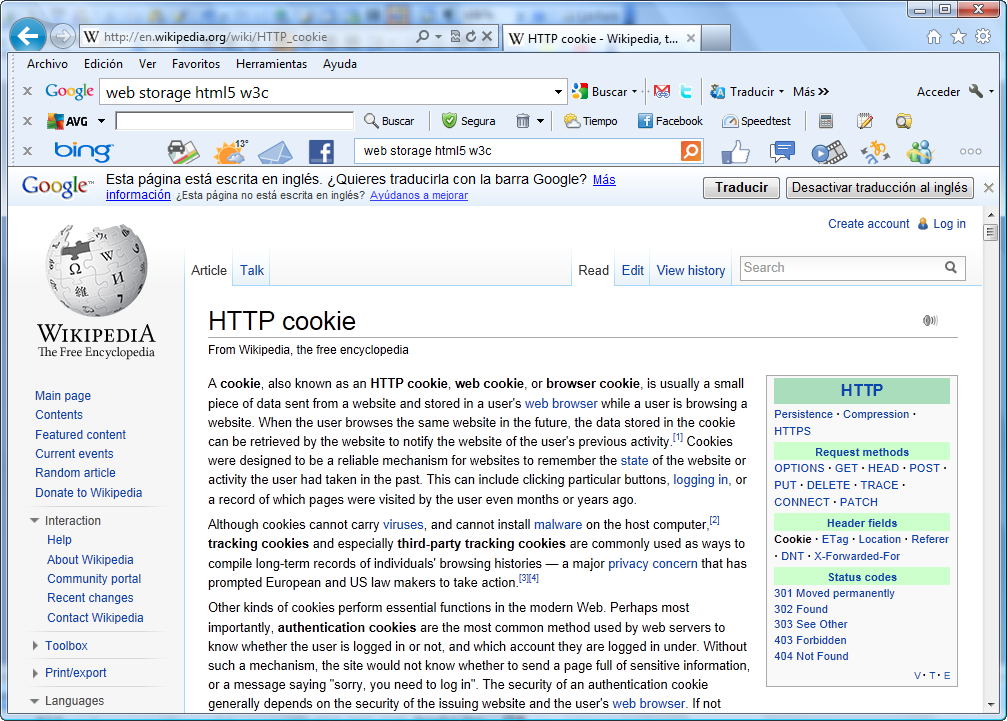 http://en.wikipedia.org/wiki/HTTP_cookie
W HTTP cookie - Wikipedia, t...
Archivo Edición Ver Favoritos Herramientas Ayuda
x Google web storage html5 w3c Buscar Traducir Más >> Acceder
x AVG Buscar Segura Tiempo Facebook Speedtest
x bing 13° web storage html5 w3c
Google™ Esta página está escrita en inglés. ¿Quieres traducirla con la barra Google? Más
información ¿Esta página no está escrita en inglés? Ayúdanos a mejorar
Traducir Desactivar traducción al inglés
Create account Log in
WIKIPEDIA
The Free Encyclopedia
Article Talk Read Edit View history Search
Main page
Contents
Featured content
Current events
Random article
Donate to Wikipedia
Interaction
Help
About Wikipedia
Community portal
Recent changes
Contact Wikipedia
Toolbox
Print/export
Languages
HTTP cookie
From Wikipedia, the free encyclopedia
A cookie, also known as an HTTP cookie, web cookie, or browser cookie, is usually a small
piece of data sent from a website and stored in a user's web browser while a user is browsing a
website. When the user browses the same website in the future, the data stored in the cookie
can be retrieved by the website to notify the website of the user's previous activity.[1] Cookies
were designed to be a reliable mechanism for websites to remember the state of the website or
activity the user had taken in the past. This can include clicking particular buttons, logging in, or
a record of which pages were visited by the user even months or years ago.
Although cookies cannot carry viruses, and cannot install malware on the host computer,[2]
tracking cookies and especially third-party tracking cookies are commonly used as ways to
compile long-term records of individuals' browsing histories — a major privacy concern that has
prompted European and US law makers to take action.[3][4]
Other kinds of cookies perform essential functions in the modern Web. Perhaps most
importantly, authentication cookies are the most common method used by web servers to
know whether the user is logged in or not, and which account they are logged in under. Without
such a mechanism, the site would not know whether to send a page full of sensitive information,
or a message saying "sorry, you need to log in". The security of an authentication cookie
generally depends on the security of the issuing website and the user's web browser. If not
HTTP
Persistence · Compression ·
HTTPS
Request methods
OPTIONS · GET · HEAD · POST ·
PUT · DELETE · TRACE ·
CONNECT · PATCH
Header fields
Cookie · ETag · Location · Referer
· DNT · X-Forwarded-For
Status codes
301 Moved permanently
302 Found
303 See Other
403 Forbidden
404 Not Found
V · T · E